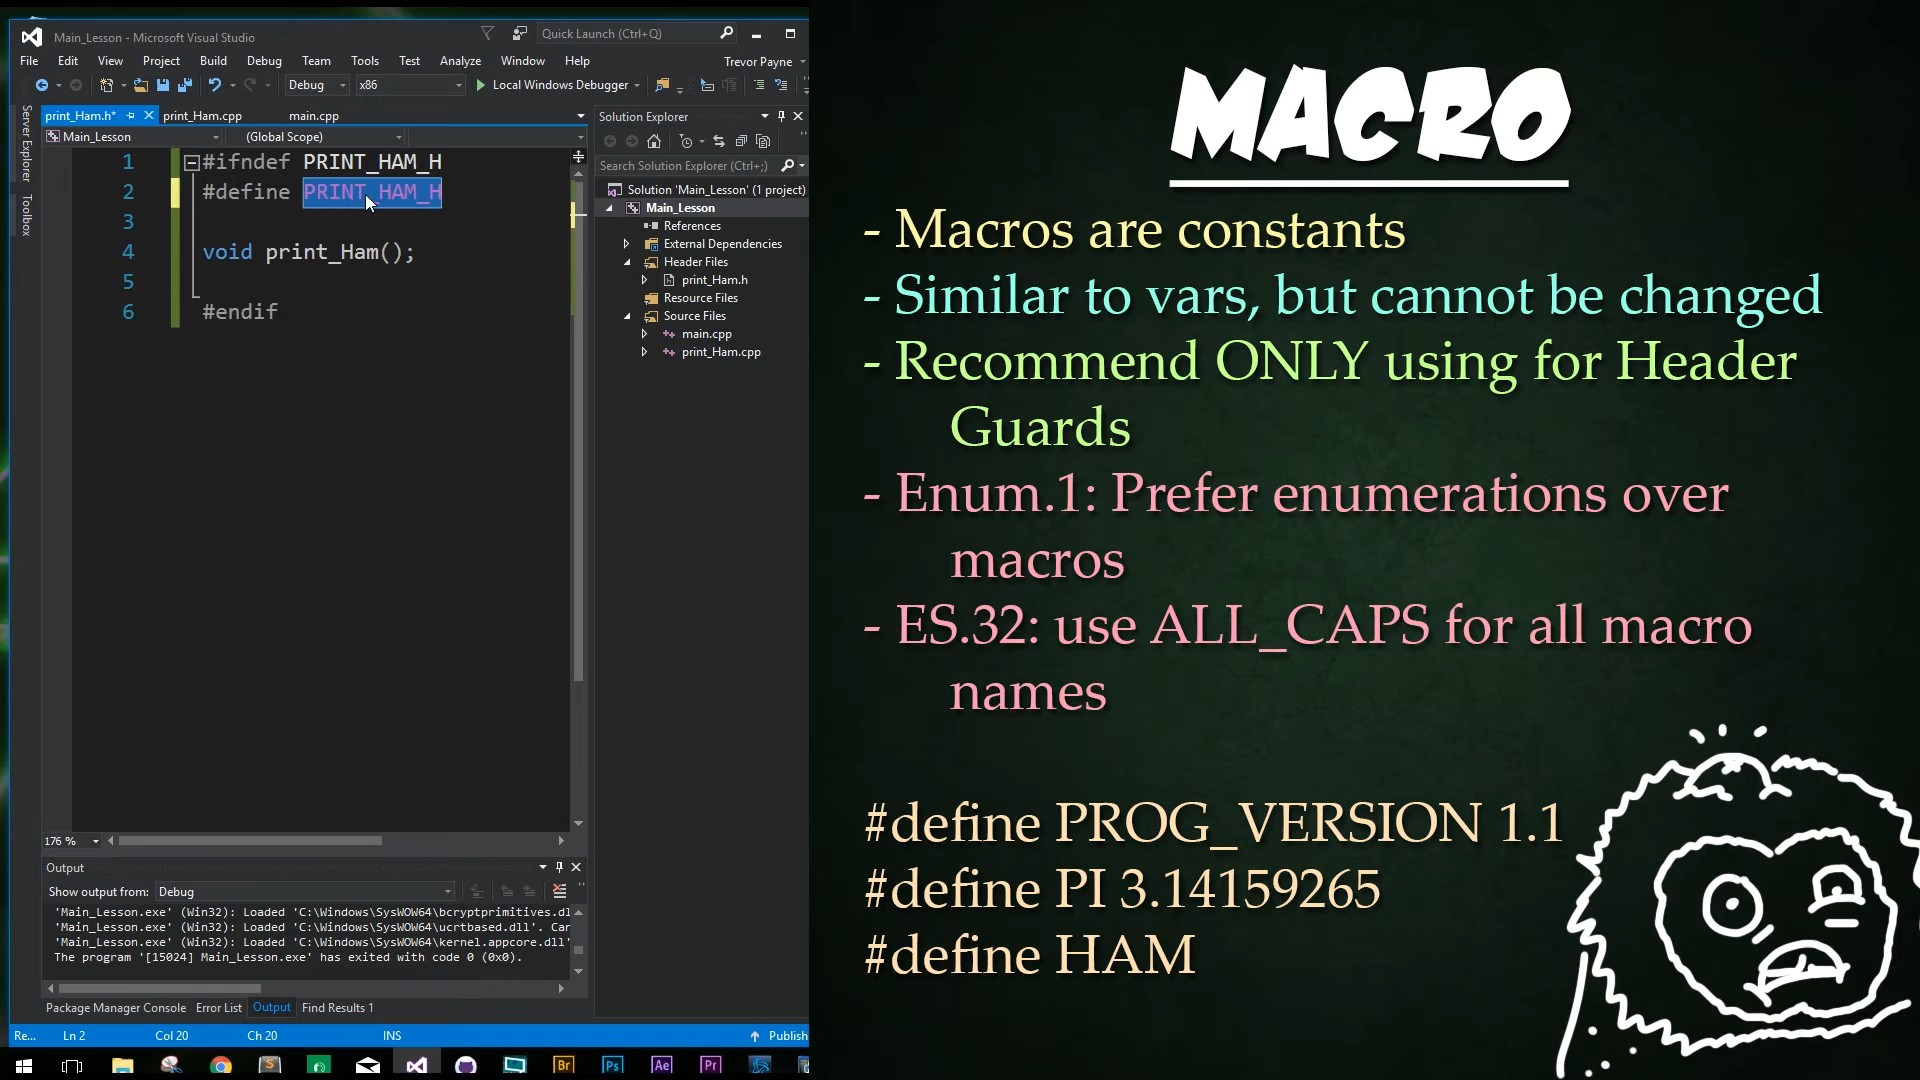 Main_Lesson - Microsoft Visual Studio
Quick Launch (Ctrl+Q)
File Edit View Project Build Debug Team Tools Test Analyze Window Help
Trevor Payne
Debug x86 Local Windows Debugger
Server Explorer
Toolbox
print_Ham.h* print_Ham.cpp main.cpp
Main_Lesson (Global Scope)
1 #ifndef PRINT_HAM_H
2 #define PRINT_HAM_H
3
4 void print_Ham();
5
6 #endif
176 %
Solution Explorer
Search Solution Explorer (Ctrl+;)
Solution 'Main_Lesson' (1 project)
Main_Lesson
References
External Dependencies
Header Files
print_Ham.h
Resource Files
Source Files
main.cpp
print_Ham.cpp
Output
Show output from: Debug
'Main_Lesson.exe' (Win32): Loaded 'C:\Windows\SysWOW64\bcryptprimitives.dl
'Main_Lesson.exe' (Win32): Loaded 'C:\Windows\SysWOW64\ucrtbased.dll'. Can
'Main_Lesson.exe' (Win32): Loaded 'C:\Windows\SysWOW64\kernel.appcore.dll'
The program '[15024] Main_Lesson.exe' has exited with code 0 (0x0).
Package Manager Console Error List Output Find Results 1
Re... Ln 2 Col 20 Ch 20 INS Publish
Br Ps Ae Pr
MACRO
- Macros are constants
- Similar to vars, but cannot be changed
- Recommend ONLY using for Header
Guards
- Enum.1: Prefer enumerations over
macros
- ES.32: use ALL_CAPS for all macro
names
#define PROG_VERSION 1.1
#define PI 3.14159265
#define HAM